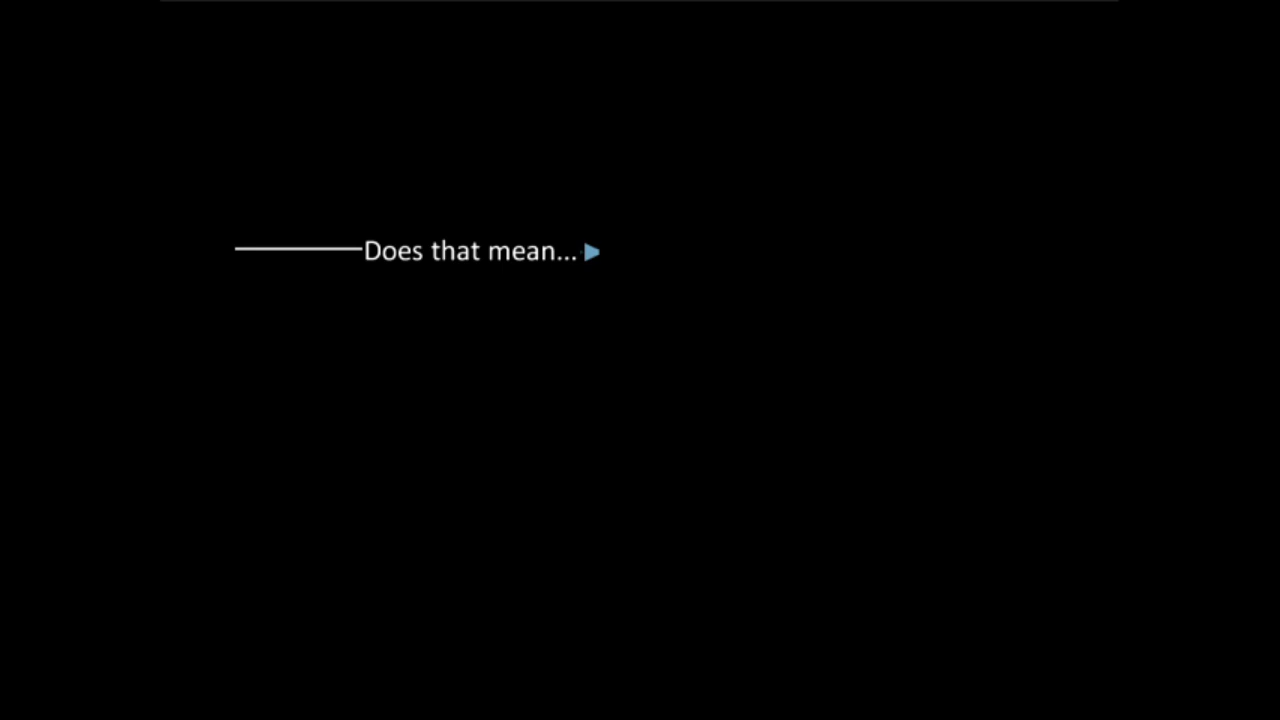 ————Does that mean...